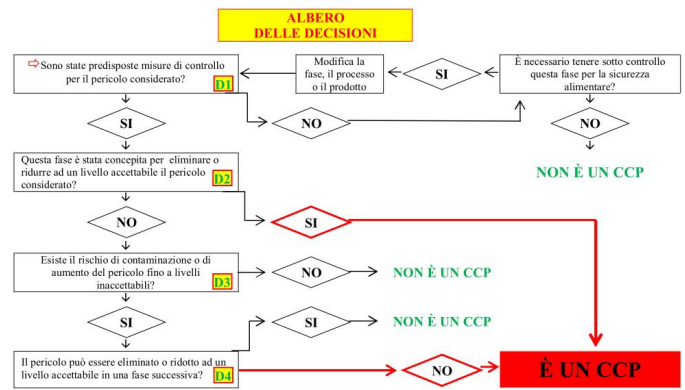 ALBERO
DELLE DECISIONI
⇨Sono state predisposte misure di controllo
per il pericolo considerato?
D1
Modifica la
fase, il processo
o il prodotto
SI
È necessario tenere sotto controllo
questa fase per la sicurezza
alimentare?
SI
NO
NO
NON È UN CCP
Questa fase è stata concepita per eliminare o
ridurre ad un livello accettabile il pericolo
considerato?
D2
NO
SI
Esiste il rischio di contaminazione o di
aumento del pericolo fino a livelli
inaccettabili?
D3
NO
NON È UN CCP
SI
SI
NON È UN CCP
Il pericolo può essere eliminato o ridotto ad un
livello accettabile in una fase successiva?
D4
NO
È UN CCP